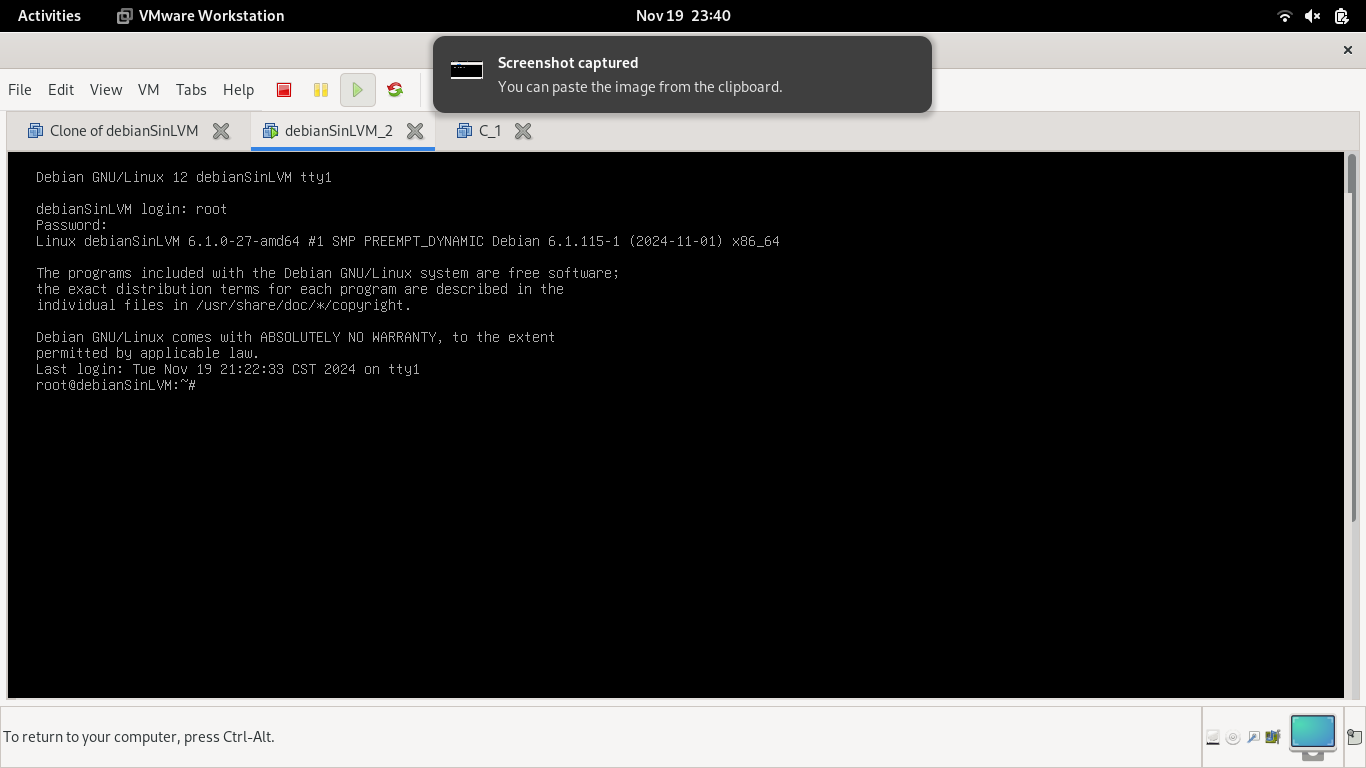 Activities VMware Workstation Nov 19 23:40
Screenshot captured
You can paste the image from the clipboard.
File Edit View VM Tabs Help
Clone of debianSinLVM debianSinLVM_2 C_1
Debian GNU/Linux 12 debianSinLVM tty1
debianSinLVM login: root
Password:
Linux debianSinLVM 6.1.0-27-amd64 #1 SMP PREEMPT_DYNAMIC Debian 6.1.115-1 (2024-11-01) x86_64
The programs included with the Debian GNU/Linux system are free software;
the exact distribution terms for each program are described in the
individual files in /usr/share/doc/*/copyright.
Debian GNU/Linux comes with ABSOLUTELY NO WARRANTY, to the extent
permitted by applicable law.
Last login: Tue Nov 19 21:22:33 CST 2024 on tty1
root@debianSinLVM:~#
To return to your computer, press Ctrl-Alt.